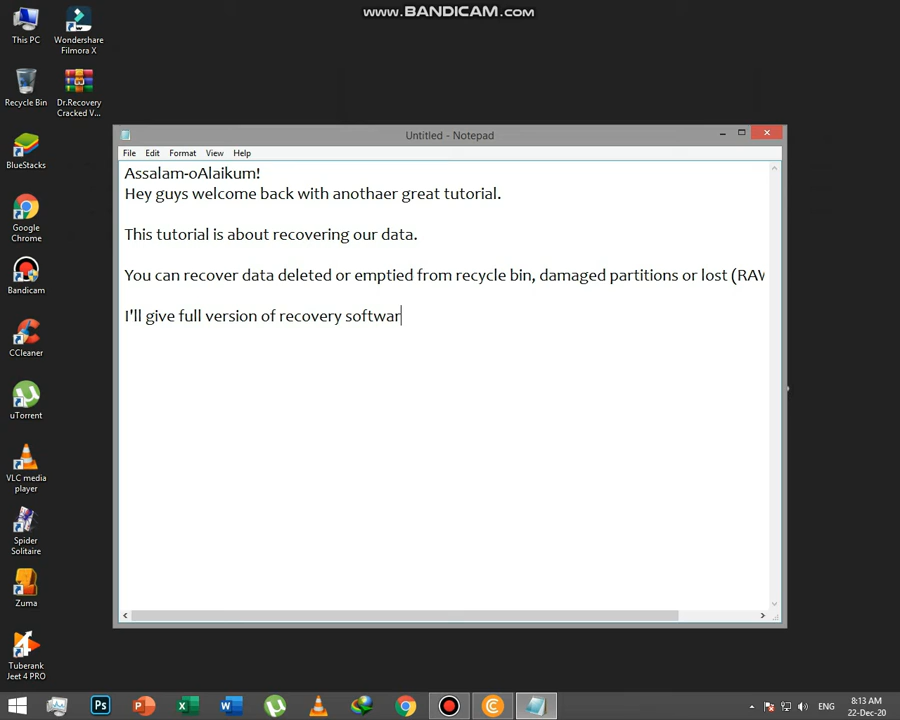 WWW.BANDICAM.COM
This PC
Wondershare
Filmora X
Recycle Bin
Dr.Recovery
Cracked V...
BlueStacks
Google
Chrome
Bandicam
CCleaner
uTorrent
VLC media
player
Spider
Solitaire
Zuma
Tuberank
Jeet 4 PRO
Untitled - Notepad
File Edit Format View Help
Assalam-oAlaikum!
Hey guys welcome back with anothaer great tutorial.
This tutorial is about recovering our data.
You can recover data deleted or emptied from recycle bin, damaged partitions or lost (RAW
I'll give full version of recovery softwar
ENG
8:13 AM
22-Dec-20